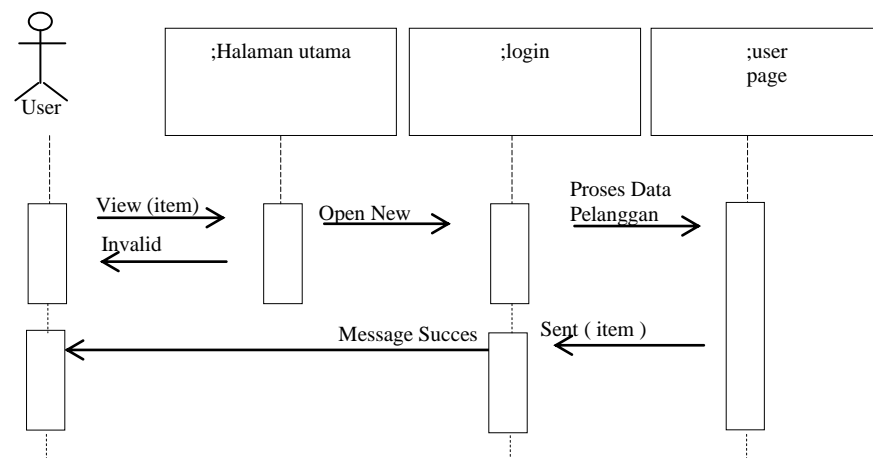 ;Halaman utama
;login
;user
page
User
View (item)
Open New
Proses Data
Pelanggan
Invalid
Message Succes
Sent ( item )